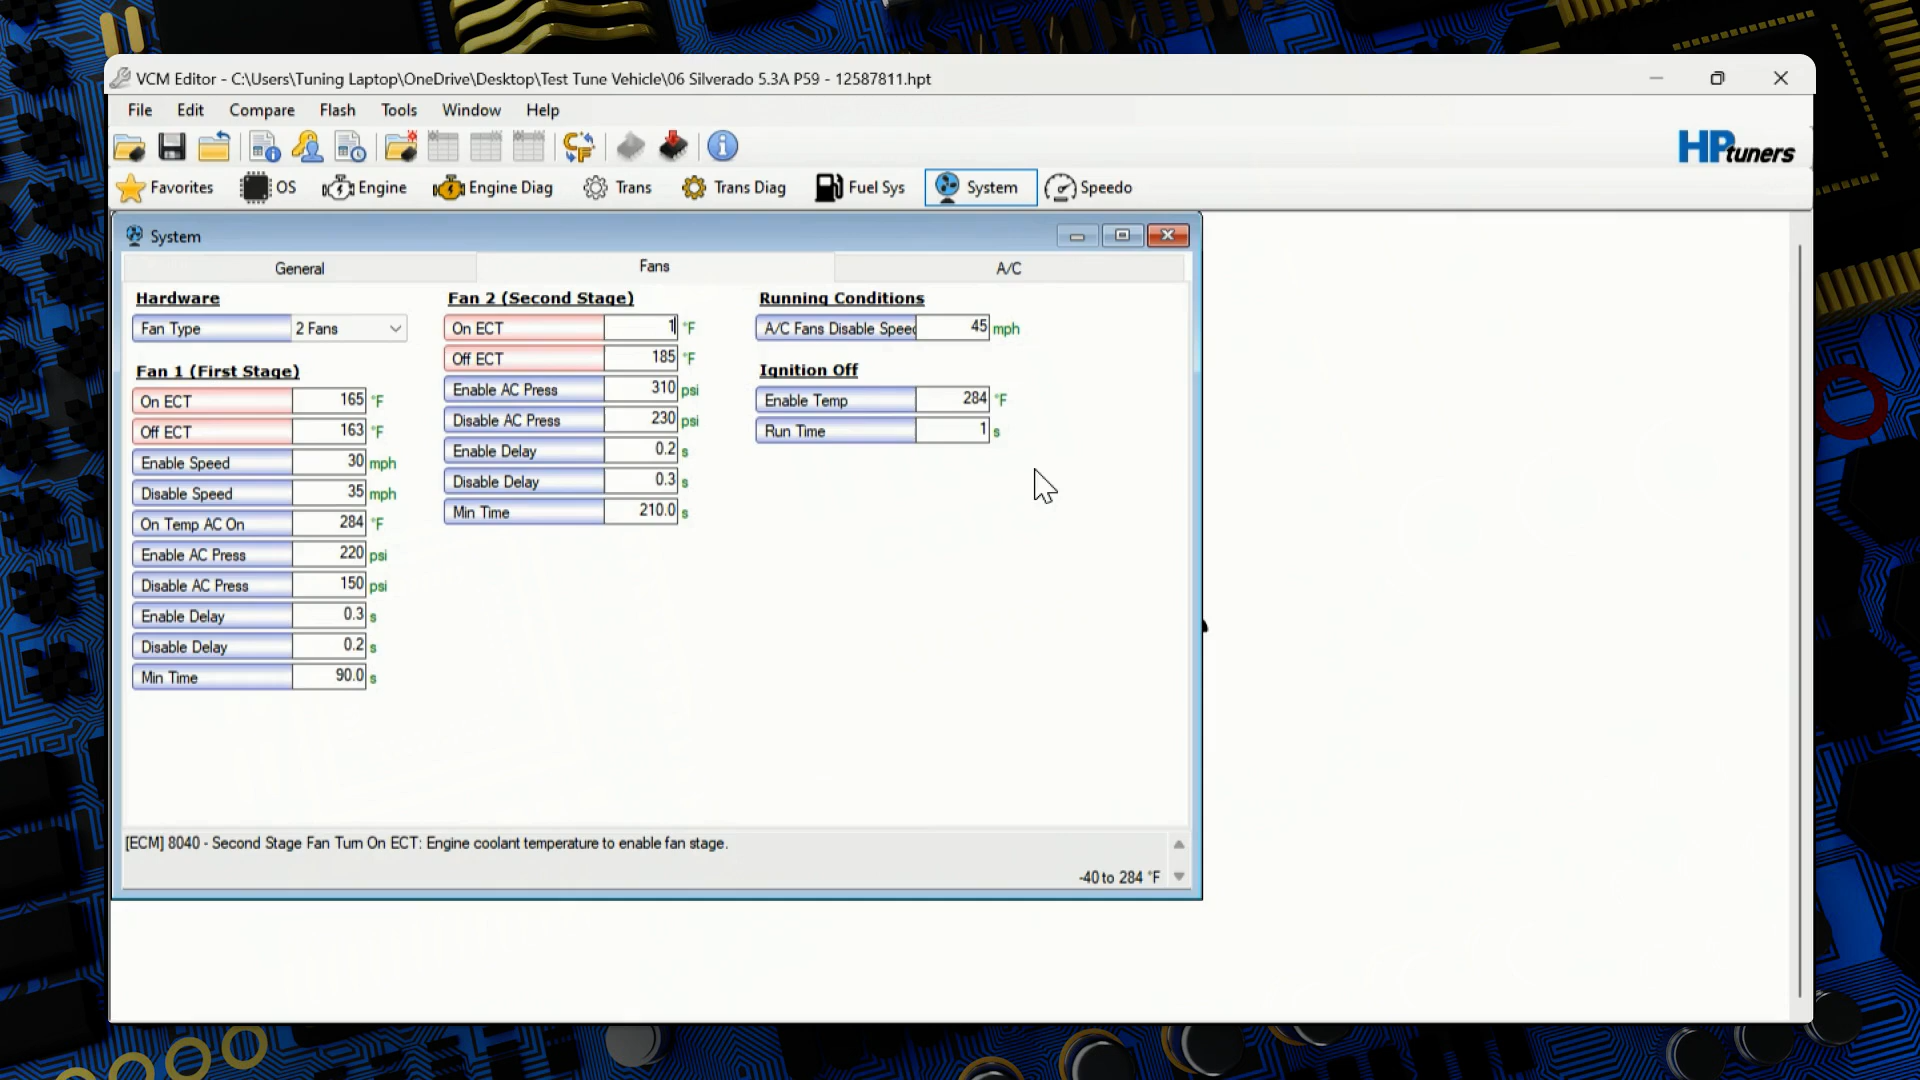 VCM Editor - C:\Users\Tuning Laptop\OneDrive\Desktop\Test Tune Vehicle\06 Silverado 5.3A P59 - 12587811.hpt
File Edit Compare Flash Tools Window Help
HPtuners
Favorites OS Engine Engine Diag Trans Trans Diag Fuel Sys System Speedo
System
General Fans A/C
Hardware
Fan Type 2 Fans
Fan 1 (First Stage)
On ECT 165 °F
Off ECT 163 °F
Enable Speed 30 mph
Disable Speed 35 mph
On Temp AC On 284 °F
Enable AC Press 220 psi
Disable AC Press 150 psi
Enable Delay 0.3 s
Disable Delay 0.2 s
Min Time 90.0 s
Fan 2 (Second Stage)
On ECT 1 °F
Off ECT 185 °F
Enable AC Press 310 psi
Disable AC Press 230 psi
Enable Delay 0.2 s
Disable Delay 0.3 s
Min Time 210.0 s
Running Conditions
A/C Fans Disable Speed 45 mph
Ignition Off
Enable Temp 284 °F
Run Time 1 s
[ECM] 8040 - Second Stage Fan Turn On ECT: Engine coolant temperature to enable fan stage.
-40 to 284 °F